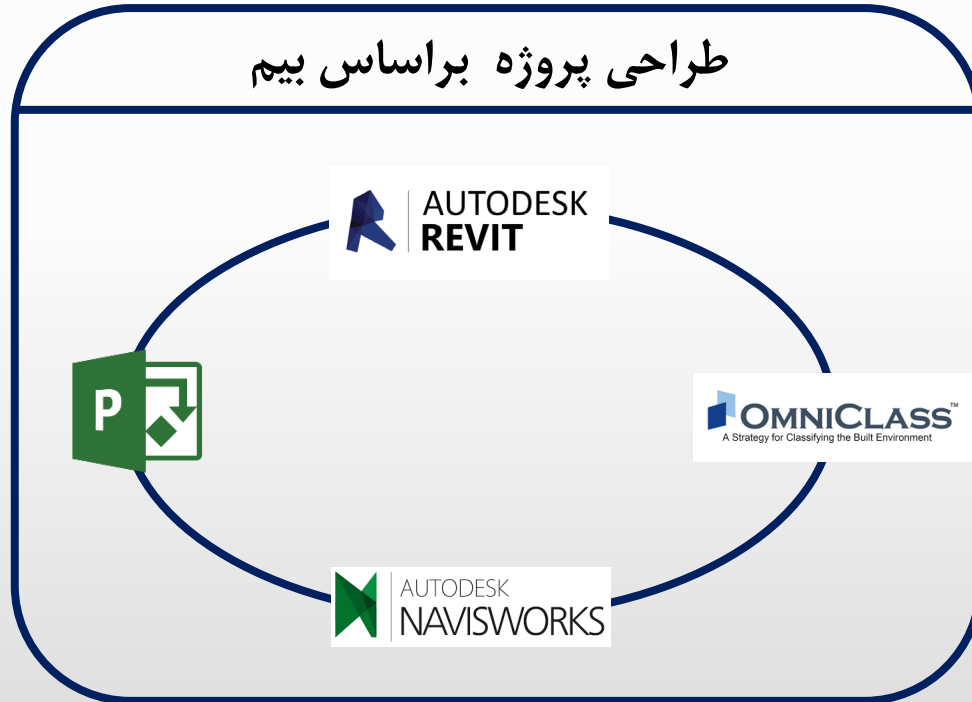 طراحی پروژه براساس بیم
AUTODESK
REVIT
P
OMNICLASS™
A Strategy for Classifying the Built Environment
AUTODESK
NAVISWORKS